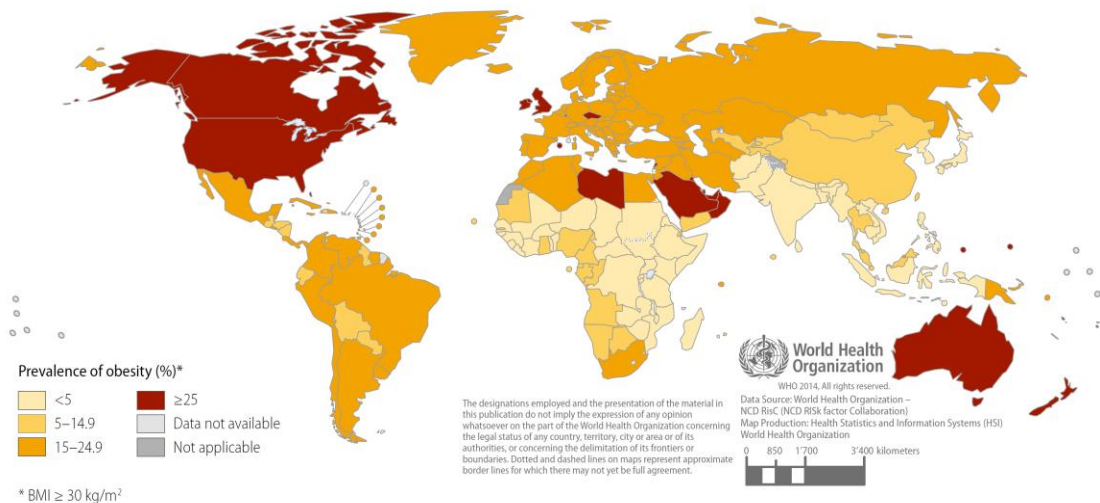 Prevalence of obesity (%)*
<5
5–14.9
15–24.9
≥25
Data not available
Not applicable
* BMI ≥ 30 kg/m²
The designations employed and the presentation of the material in
this publication do not imply the expression of any opinion
whatsoever on the part of the World Health Organization concerning
the legal status of any country, territory, city or area or of its
authorities, or concerning the delimitation of its frontiers or
boundaries. Dotted and dashed lines on maps represent approximate
border lines for which there may not yet be full agreement.
World Health
Organization
WHO 2014, All rights reserved.
Data Source: World Health Organization –
NCD RisC (NCD RISk factor Collaboration)
Map Production: Health Statistics and Information Systems (HSI)
World Health Organization
0 850 1'700 3'400 kilometers